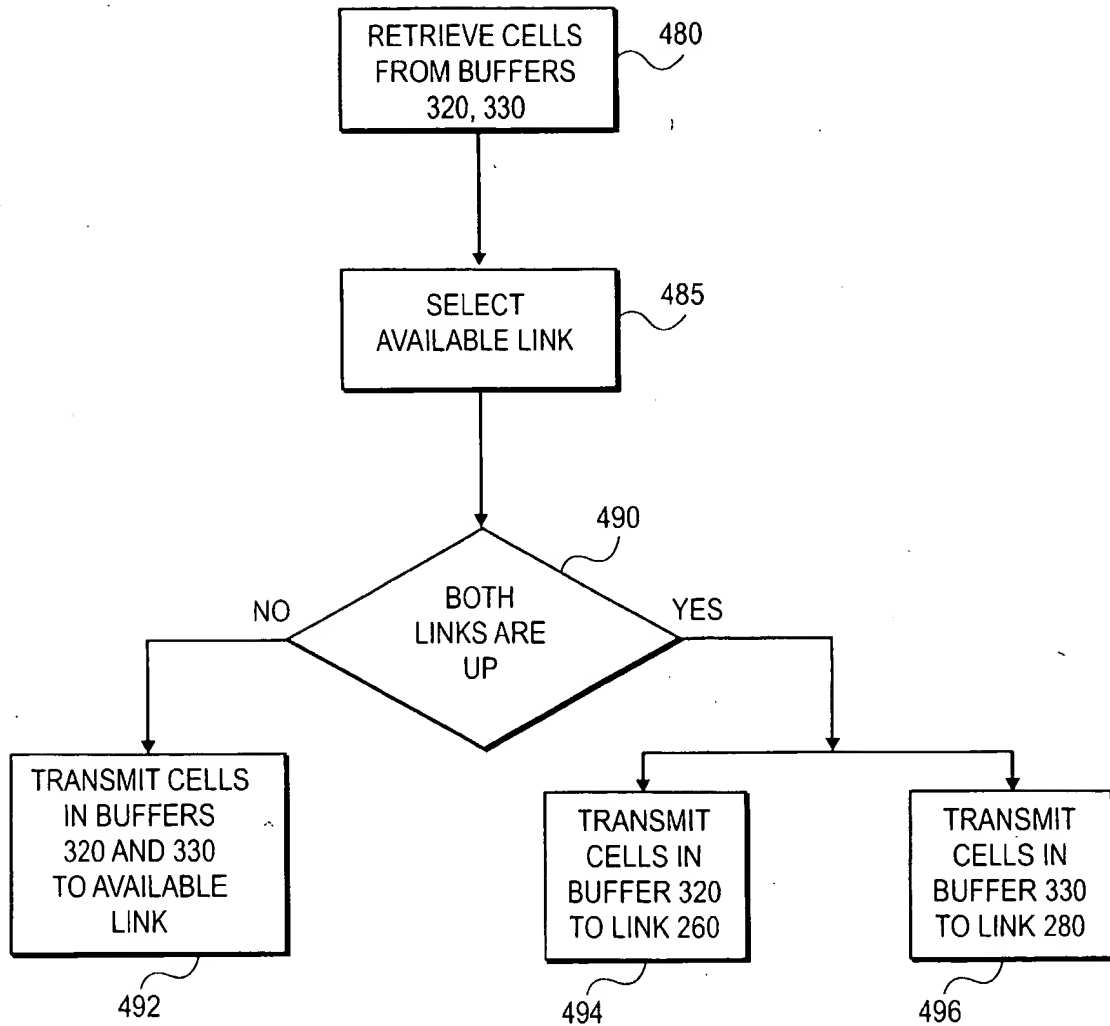 RETRIEVE CELLS
FROM BUFFERS
320, 330
480
SELECT
AVAILABLE LINK
485
490
BOTH
LINKS ARE
UP
NO
YES
TRANSMIT CELLS
IN BUFFERS
320 AND 330
TO AVAILABLE
LINK
492
TRANSMIT
CELLS IN
BUFFER 320
TO LINK 260
494
TRANSMIT
CELLS IN
BUFFER 330
TO LINK 280
496